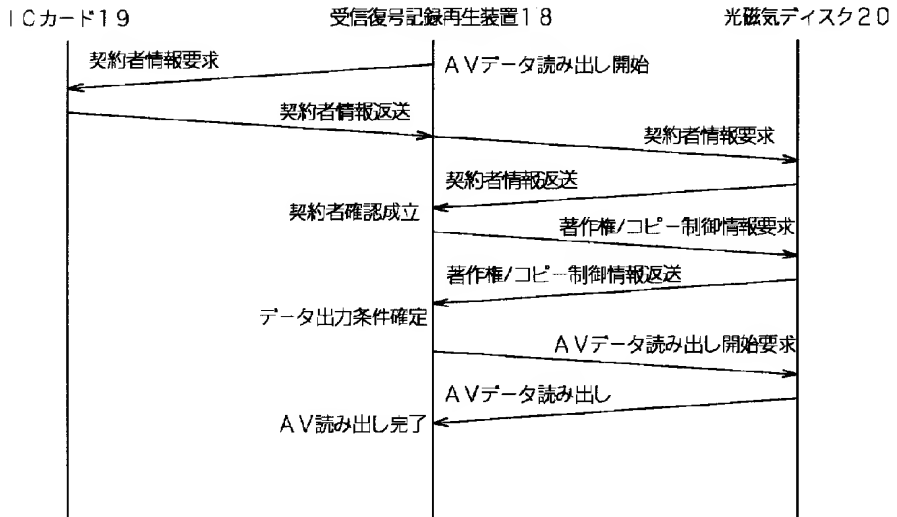 ICカード19
受信復号記録再生装置18
光磁気ディスク20
契約者情報要求
AVデータ読み出し開始
契約者情報返送
契約者情報要求
契約者情報返送
契約者確認成立
著作権/コピー制御情報要求
著作権/コピー制御情報返送
データ出力条件確定
AVデータ読み出し開始要求
AVデータ読み出し
AV読み出し完了